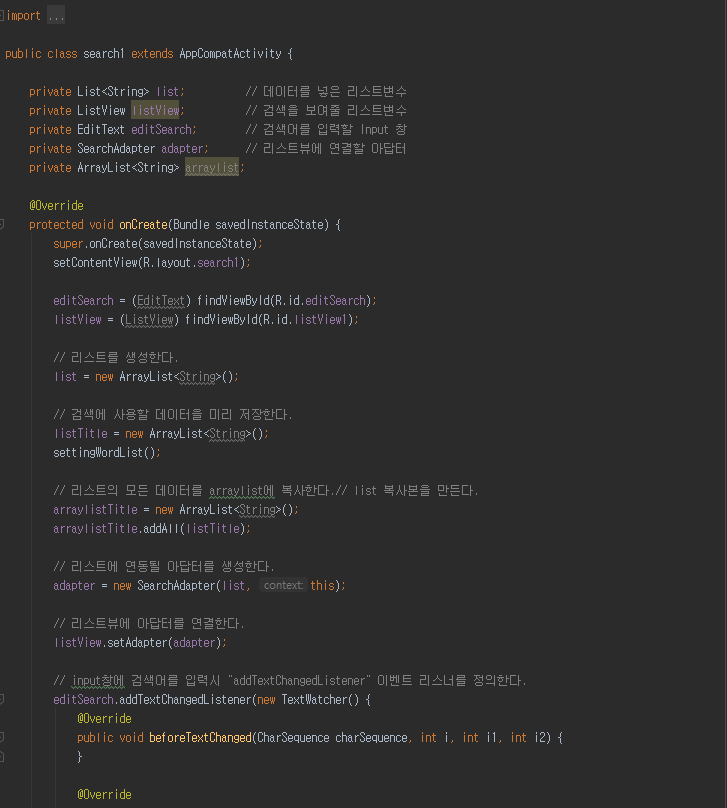 import ...
public class search1 extends AppCompatActivity {
private List<String> list; // 데이터를 넣은 리스트변수
private ListView listView; // 검색을 보여줄 리스트변수
private EditText editSearch; // 검색어를 입력할 Input 창
private SearchAdapter adapter; // 리스트뷰에 연결할 아답터
private ArrayList<String> arraylist;
@Override
protected void onCreate(Bundle savedInstanceState) {
super.onCreate(savedInstanceState);
setContentView(R.layout.search1);
editSearch = (EditText) findViewById(R.id.editSearch);
listView = (ListView) findViewById(R.id.listView1);
// 리스트를 생성한다.
list = new ArrayList<String>();
// 검색에 사용할 데이터을 미리 저장한다.
listTitle = new ArrayList<String>();
settingWordList();
// 리스트의 모든 데이터를 arraylist에 복사한다.// list 복사본을 만든다.
arraylistTitle = new ArrayList<String>();
arraylistTitle.addAll(listTitle);
// 리스트에 연동될 아답터를 생성한다.
adapter = new SearchAdapter(list, context: this);
// 리스트뷰에 아답터를 연결한다.
listView.setAdapter(adapter);
// input창에 검색어를 입력시 "addTextChangedListener" 이벤트 리스너를 정의한다.
editSearch.addTextChangedListener(new TextWatcher() {
@Override
public void beforeTextChanged(CharSequence charSequence, int i, int i1, int i2) {
}
@Override